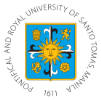 PONTIFICAL AND ROYAL UNIVERSITY OF SANTO TOMAS, MANILA
1611